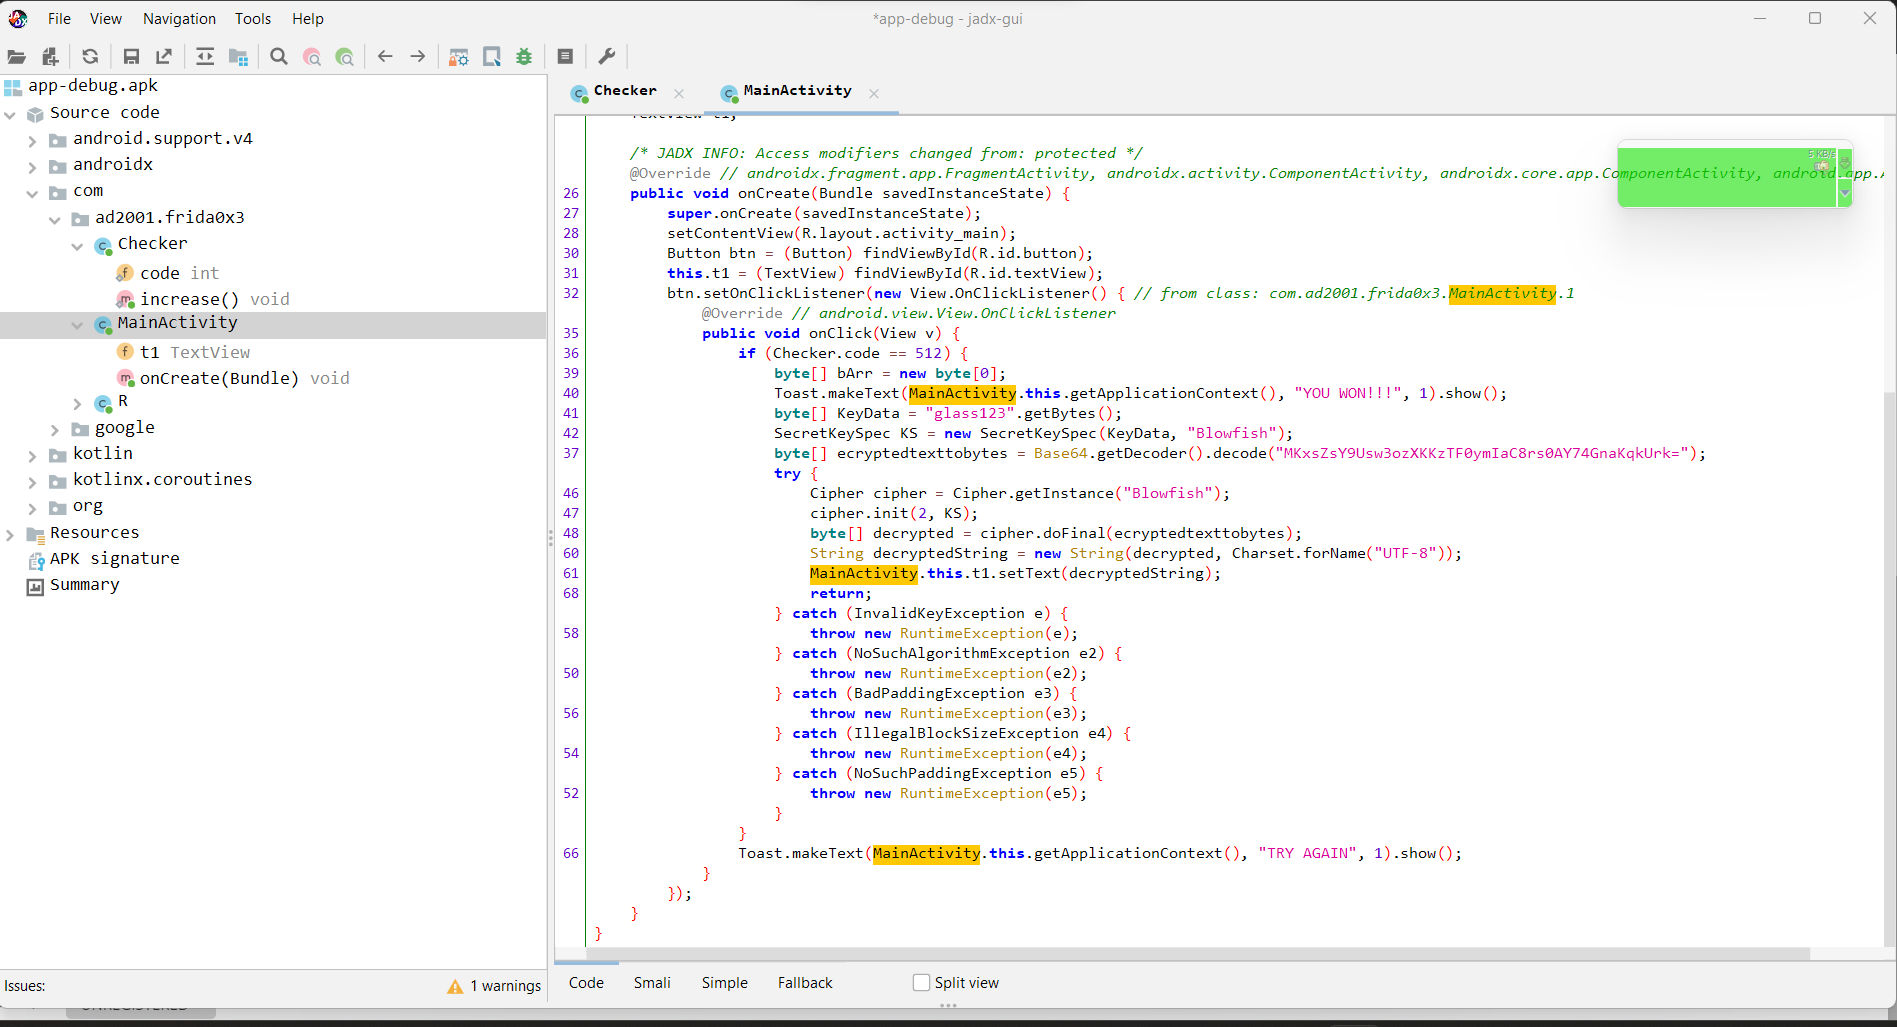 File View Navigation Tools Help
*app-debug - jadx-gui
app-debug.apk
Source code
android.support.v4
androidx
com
ad2001.frida0x3
Checker
code int
increase() void
MainActivity
t1 TextView
onCreate(Bundle) void
R
google
kotlin
kotlinx.coroutines
org
Resources
APK signature
Summary
Issues:
1 warnings
Checker
MainActivity
TextView t1;
/* JADX INFO: Access modifiers changed from: protected */
@Override // androidx.fragment.app.FragmentActivity, androidx.activity.ComponentActivity, androidx.core.app.ComponentActivity, android.app.A
26 public void onCreate(Bundle savedInstanceState) {
27 super.onCreate(savedInstanceState);
28 setContentView(R.layout.activity_main);
30 Button btn = (Button) findViewById(R.id.button);
31 this.t1 = (TextView) findViewById(R.id.textView);
32 btn.setOnClickListener(new View.OnClickListener() { // from class: com.ad2001.frida0x3.MainActivity.1
@Override // android.view.View.OnClickListener
35 public void onClick(View v) {
36 if (Checker.code == 512) {
39 byte[] bArr = new byte[0];
40 Toast.makeText(MainActivity.this.getApplicationContext(), "YOU WON!!!", 1).show();
41 byte[] KeyData = "glass123".getBytes();
42 SecretKeySpec KS = new SecretKeySpec(KeyData, "Blowfish");
37 byte[] ecryptedtexttobytes = Base64.getDecoder().decode("MKxsZsY9Usw3ozXKKzTF0ymIaC8rs0AY74GnaKqkUrk=");
try {
46 Cipher cipher = Cipher.getInstance("Blowfish");
47 cipher.init(2, KS);
48 byte[] decrypted = cipher.doFinal(ecryptedtexttobytes);
60 String decryptedString = new String(decrypted, Charset.forName("UTF-8"));
61 MainActivity.this.t1.setText(decryptedString);
68 return;
} catch (InvalidKeyException e) {
58 throw new RuntimeException(e);
} catch (NoSuchAlgorithmException e2) {
50 throw new RuntimeException(e2);
} catch (BadPaddingException e3) {
56 throw new RuntimeException(e3);
} catch (IllegalBlockSizeException e4) {
54 throw new RuntimeException(e4);
} catch (NoSuchPaddingException e5) {
52 throw new RuntimeException(e5);
}
}
66 Toast.makeText(MainActivity.this.getApplicationContext(), "TRY AGAIN", 1).show();
}
});
}
}
5 KB/s
Code Smali Simple Fallback Split view